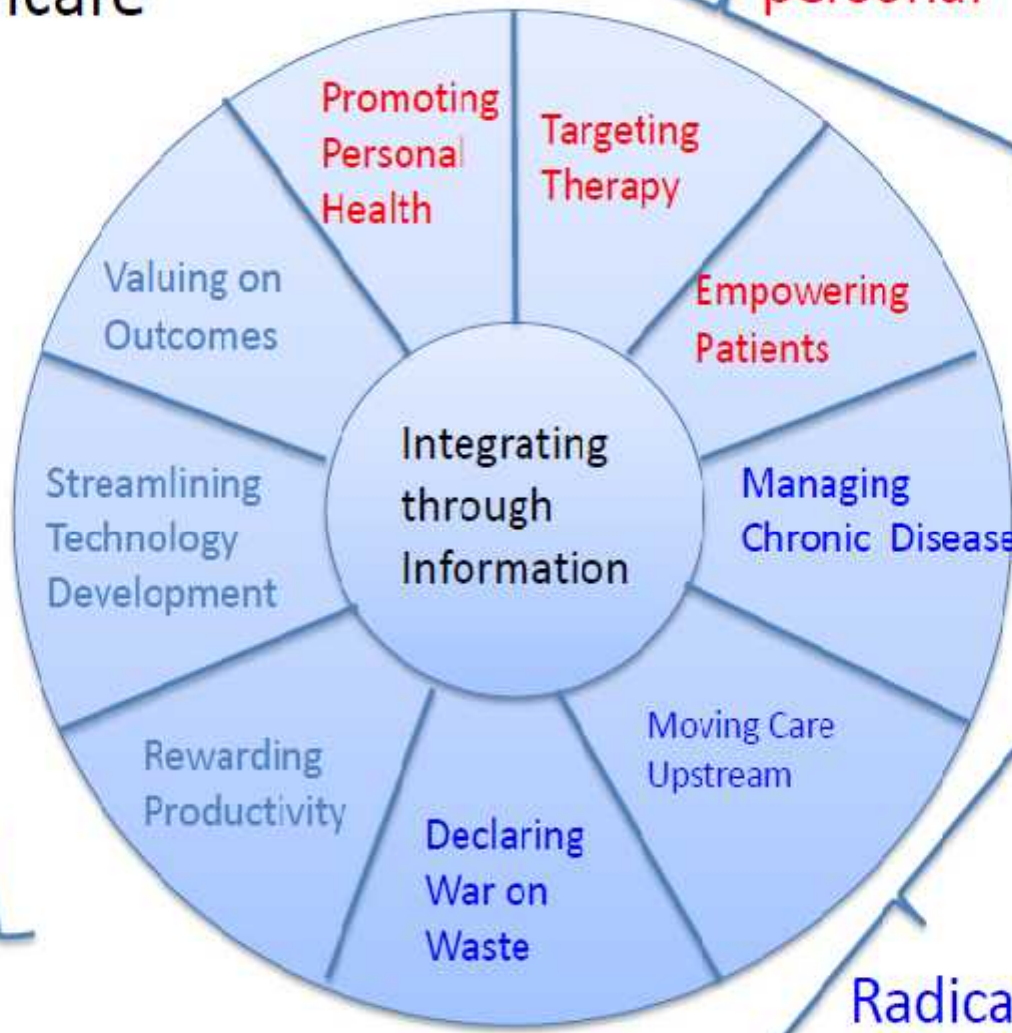 personal
Promoting
Personal
Health
Targeting
Therapy
Empowering
Patients
Managing
Chronic Disease
Moving Care
Upstream
Declaring
War on
Waste
Rewarding
Productivity
Streamlining
Technology
Development
Valuing on
Outcomes
Integrating
through
Information